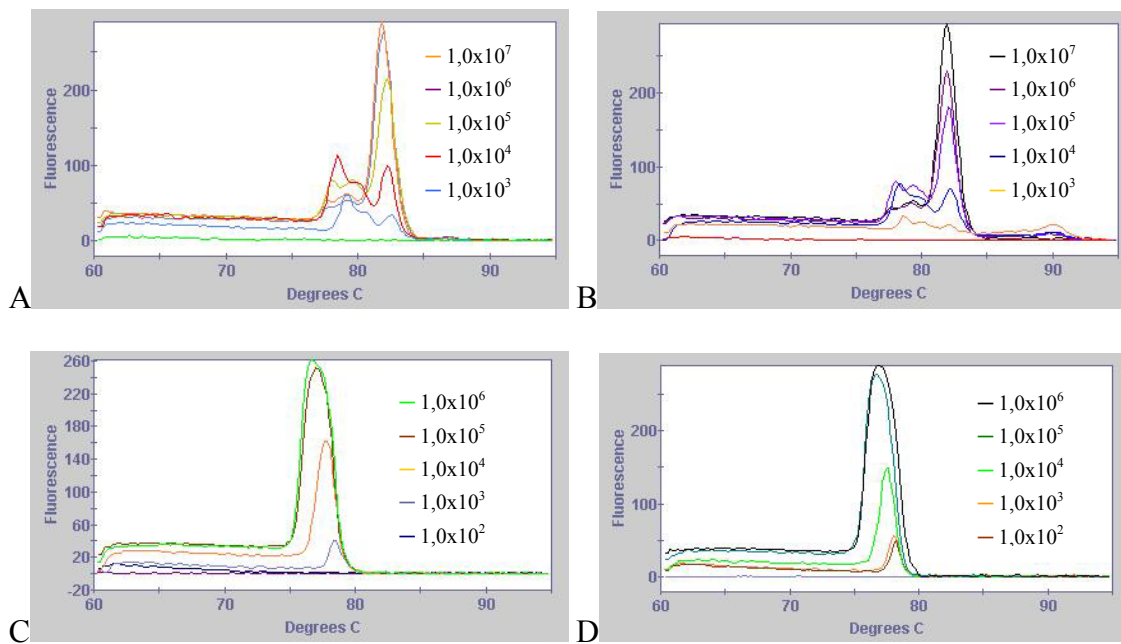 Fluorescence
200
100
0
60
70
80
90
Degrees C
1,0x10⁷
1,0x10⁶
1,0x10⁵
1,0x10⁴
1,0x10³
A
Fluorescence
200
100
0
60
70
80
90
Degrees C
1,0x10⁷
1,0x10⁶
1,0x10⁵
1,0x10⁴
1,0x10³
B
Fluorescence
260
220
180
140
100
60
20
-20
60
70
80
90
Degrees C
1,0x10⁶
1,0x10⁵
1,0x10⁴
1,0x10³
1,0x10²
C
Fluorescence
200
100
0
60
70
80
90
Degrees C
1,0x10⁶
1,0x10⁵
1,0x10⁴
1,0x10³
1,0x10²
D